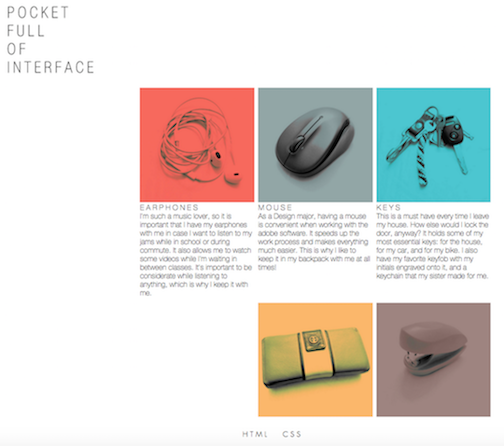 POCKET
FULL
OF
INTERFACE
EARPHONES
I'm such a music lover, so it is
important that I have my earphones
with me in case I want to listen to my
jams while in school or during
commute. It also allows me to watch
some videos while I'm waiting in
between classes. It's important to be
considerate while listening to
anything, which is why I keep it with
me.
MOUSE
As a Design major, having a mouse
is convenient when working with the
adobe software. It speeds up the
work process and makes everything
much easier. This is why I like to
keep it in my backpack with me at all
times!
KEYS
This is a must have every time I leave
my house. How else would I lock the
door, anyway? It holds some of my
most essential keys: for the house,
for my car, and for my bike. I also
have my favorite keyfob with my
initials engraved onto it, and a
keychain that my sister made for me.
HTML CSS